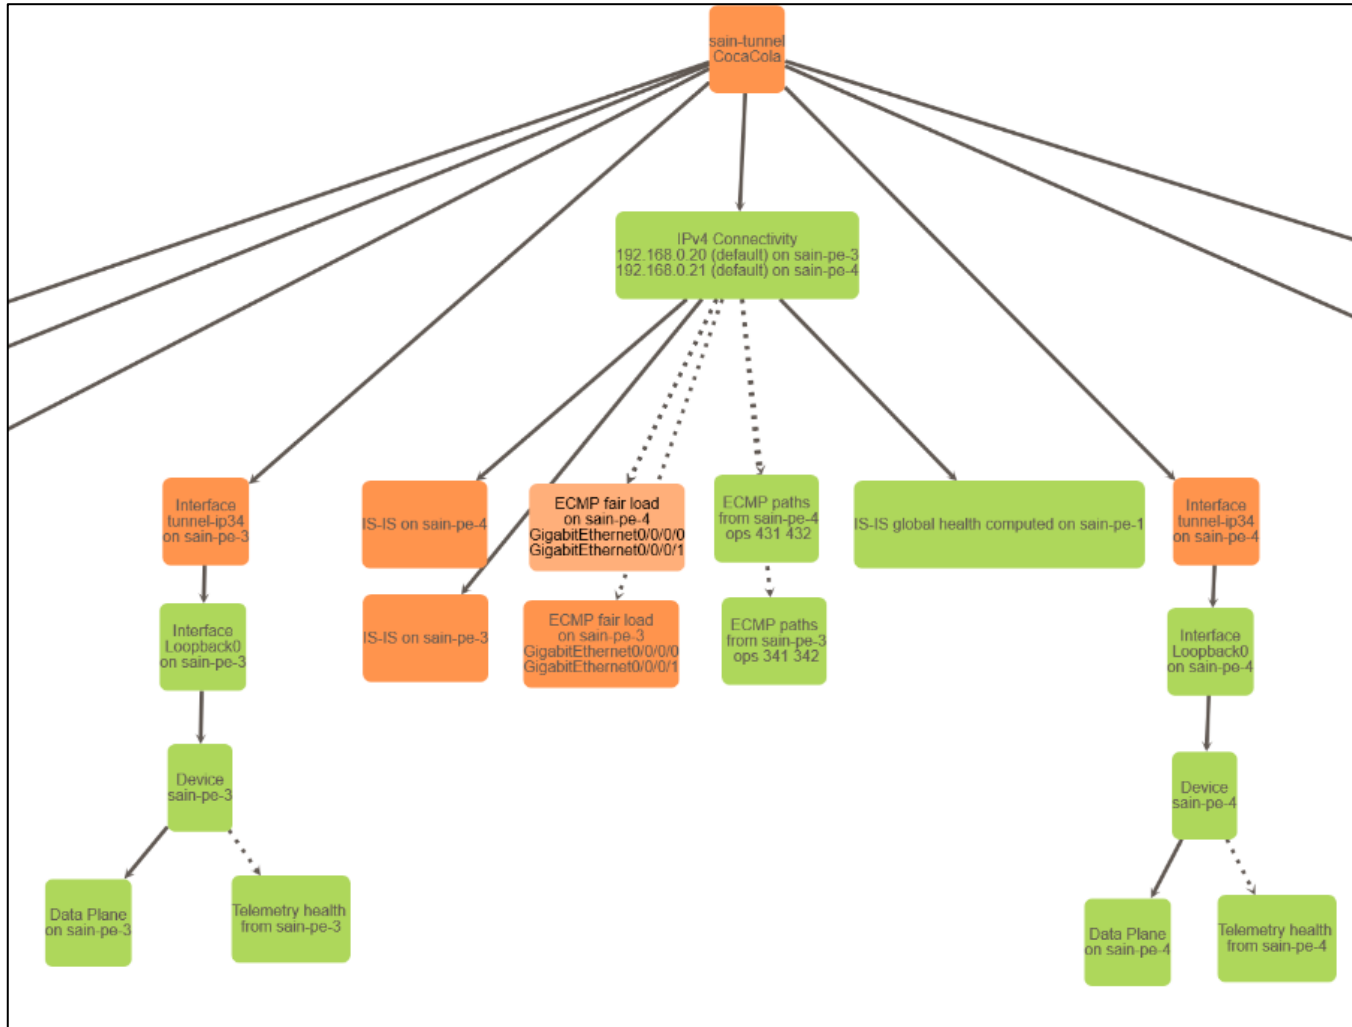 sain-tunnel
CocaCola
IPv4 Connectivity
192.168.0.20 (default) on sain-pe-3
192.168.0.21 (default) on sain-pe-4
Interface
tunnel-ip34
on sain-pe-3
IS-IS on sain-pe-4
ECMP fair load
on sain-pe-4
GigabitEthernet0/0/0/0
GigabitEthernet0/0/0/1
ECMP paths
from sain-pe-4
ops 431 432
IS-IS global health computed on sain-pe-1
Interface
tunnel-ip34
on sain-pe-4
Interface
Loopback0
on sain-pe-3
IS-IS on sain-pe-3
ECMP fair load
on sain-pe-3
GigabitEthernet0/0/0/0
GigabitEthernet0/0/0/1
ECMP paths
from sain-pe-3
ops 341 342
Interface
Loopback0
on sain-pe-4
Device
sain-pe-3
Device
sain-pe-4
Data Plane
on sain-pe-3
Telemetry health
from sain-pe-3
Data Plane
on sain-pe-4
Telemetry health
from sain-pe-4